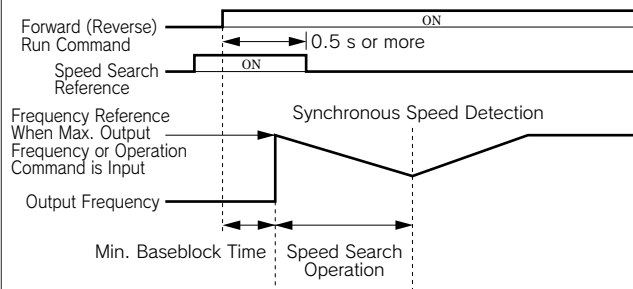 Forward (Reverse)
Run Command
ON
0.5 s or more
Speed Search
Reference
ON
Frequency Reference
When Max. Output
Frequency or Operation
Command is Input
Synchronous Speed Detection
Output Frequency
Min. Baseblock Time
Speed Search
Operation